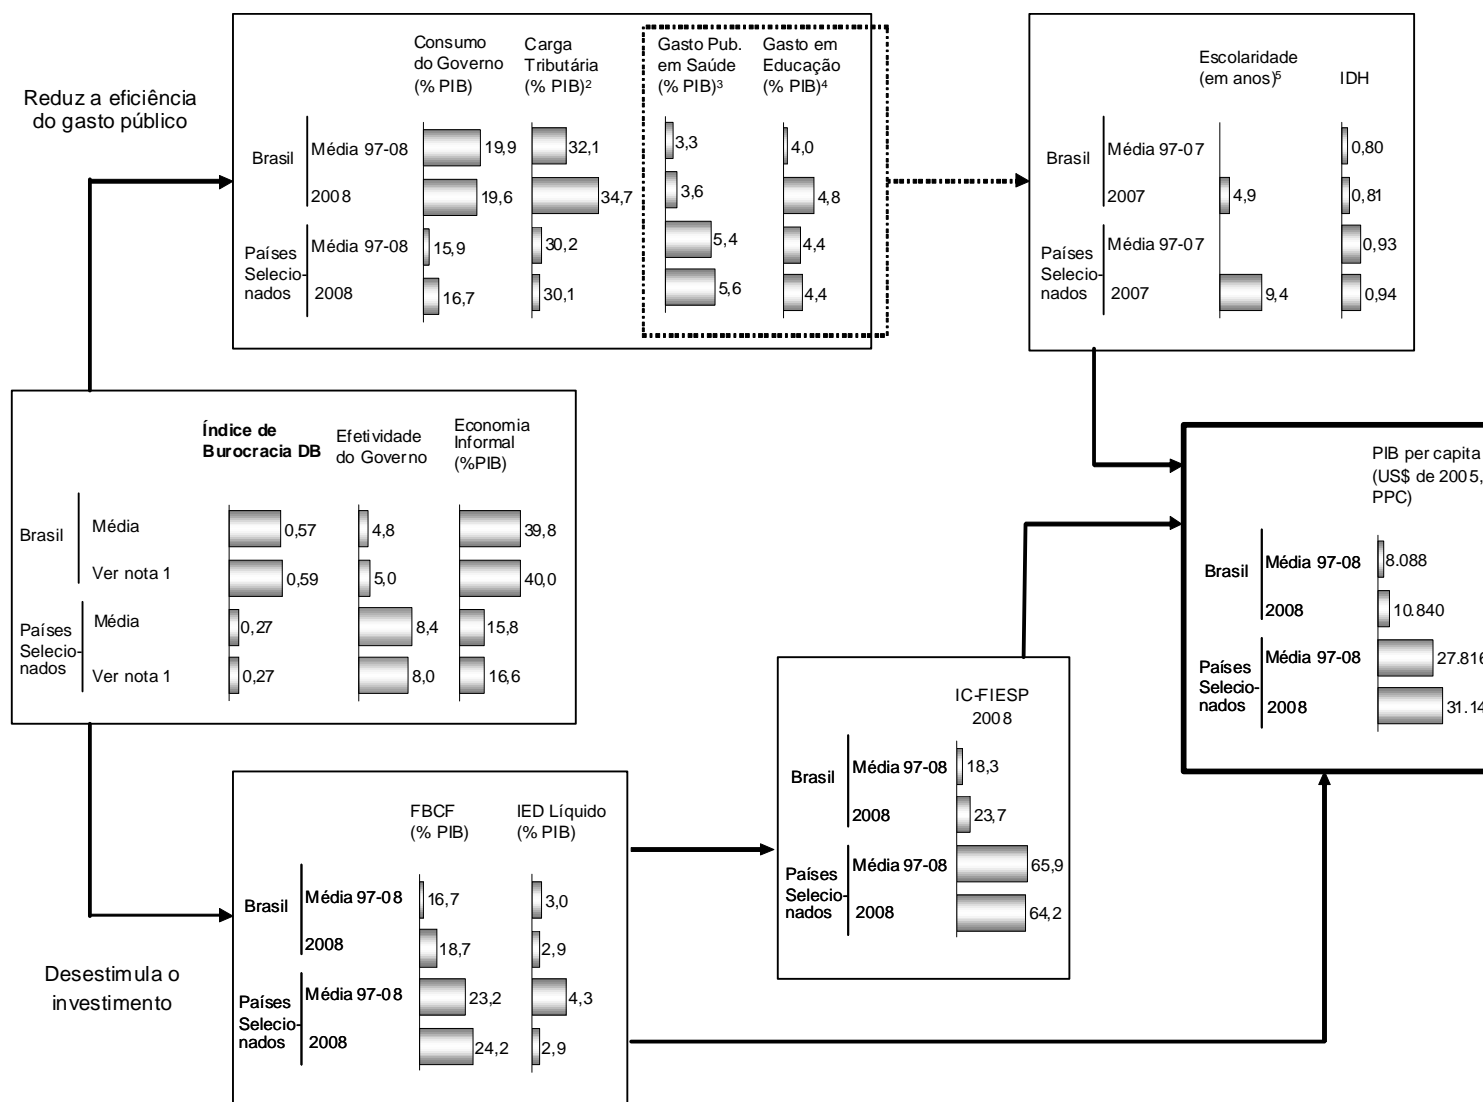 Reduz a eficiência
do gasto público
Consumo
do Governo
(% PIB)
Carga
Tributária
(% PIB)²
Gasto Pub.
em Saúde
(% PIB)³
Gasto em
Educação
(% PIB)⁴
Brasil
Média 97-08
19,9
32,1
3,3
4,0
2008
19,6
34,7
3,6
4,8
Países
Selecio-
nados
Média 97-08
15,9
30,2
5,4
4,4
2008
16,7
30,1
5,6
4,4
Escolaridade
(em anos)⁵
IDH
Brasil
Média 97-07
0,80
2007
4,9
0,81
Países
Selecio-
nados
Média 97-07
0,93
2007
9,4
0,94
Índice de
Burocracia DB
Efetividade
do Governo
Economia
Informal
(%PIB)
Brasil
Média
0,57
4,8
39,8
Ver nota 1
0,59
5,0
40,0
Países
Selecio-
nados
Média
0,27
8,4
15,8
Ver nota 1
0,27
8,0
16,6
PIB per capita
(US$ de 2005,
PPC)
Brasil
Média 97-08
8.088
2008
10.840
Países
Selecio-
nados
Média 97-08
27.816
2008
31.14
IC-FIESP
2008
Brasil
Média 97-08
18,3
2008
23,7
Países
Selecio-
nados
Média 97-08
65,9
2008
64,2
Desestimula o
investimento
FBCF
(% PIB)
IED Líquido
(% PIB)
Brasil
Média 97-08
16,7
3,0
2008
18,7
2,9
Países
Selecio-
nados
Média 97-08
23,2
4,3
2008
24,2
2,9